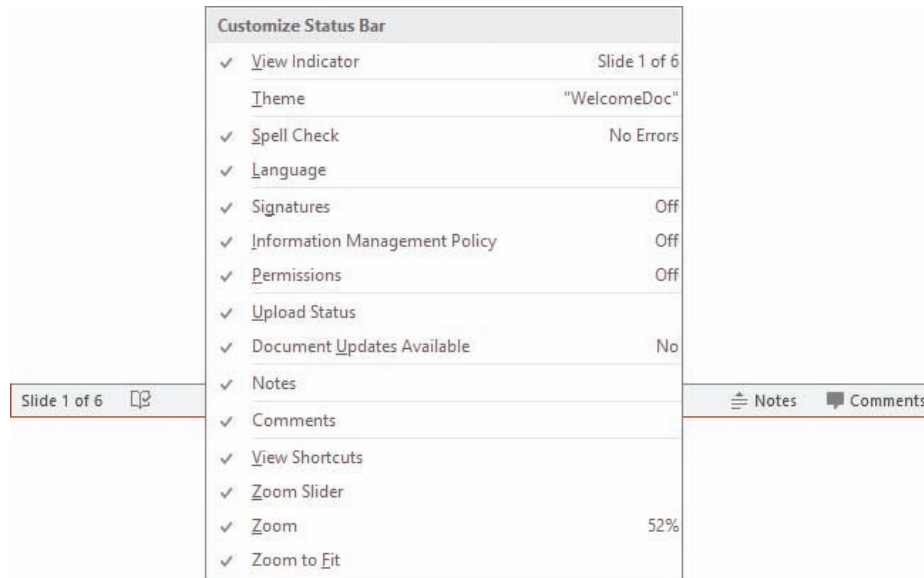 Customize Status Bar
View Indicator Slide 1 of 6
Theme "WelcomeDoc"
Spell Check No Errors
Language
Signatures Off
Information Management Policy Off
Permissions Off
Upload Status
Document Updates Available No
Notes
Slide 1 of 6 Notes Comments
Comments
View Shortcuts
Zoom Slider
Zoom 52%
Zoom to Fit